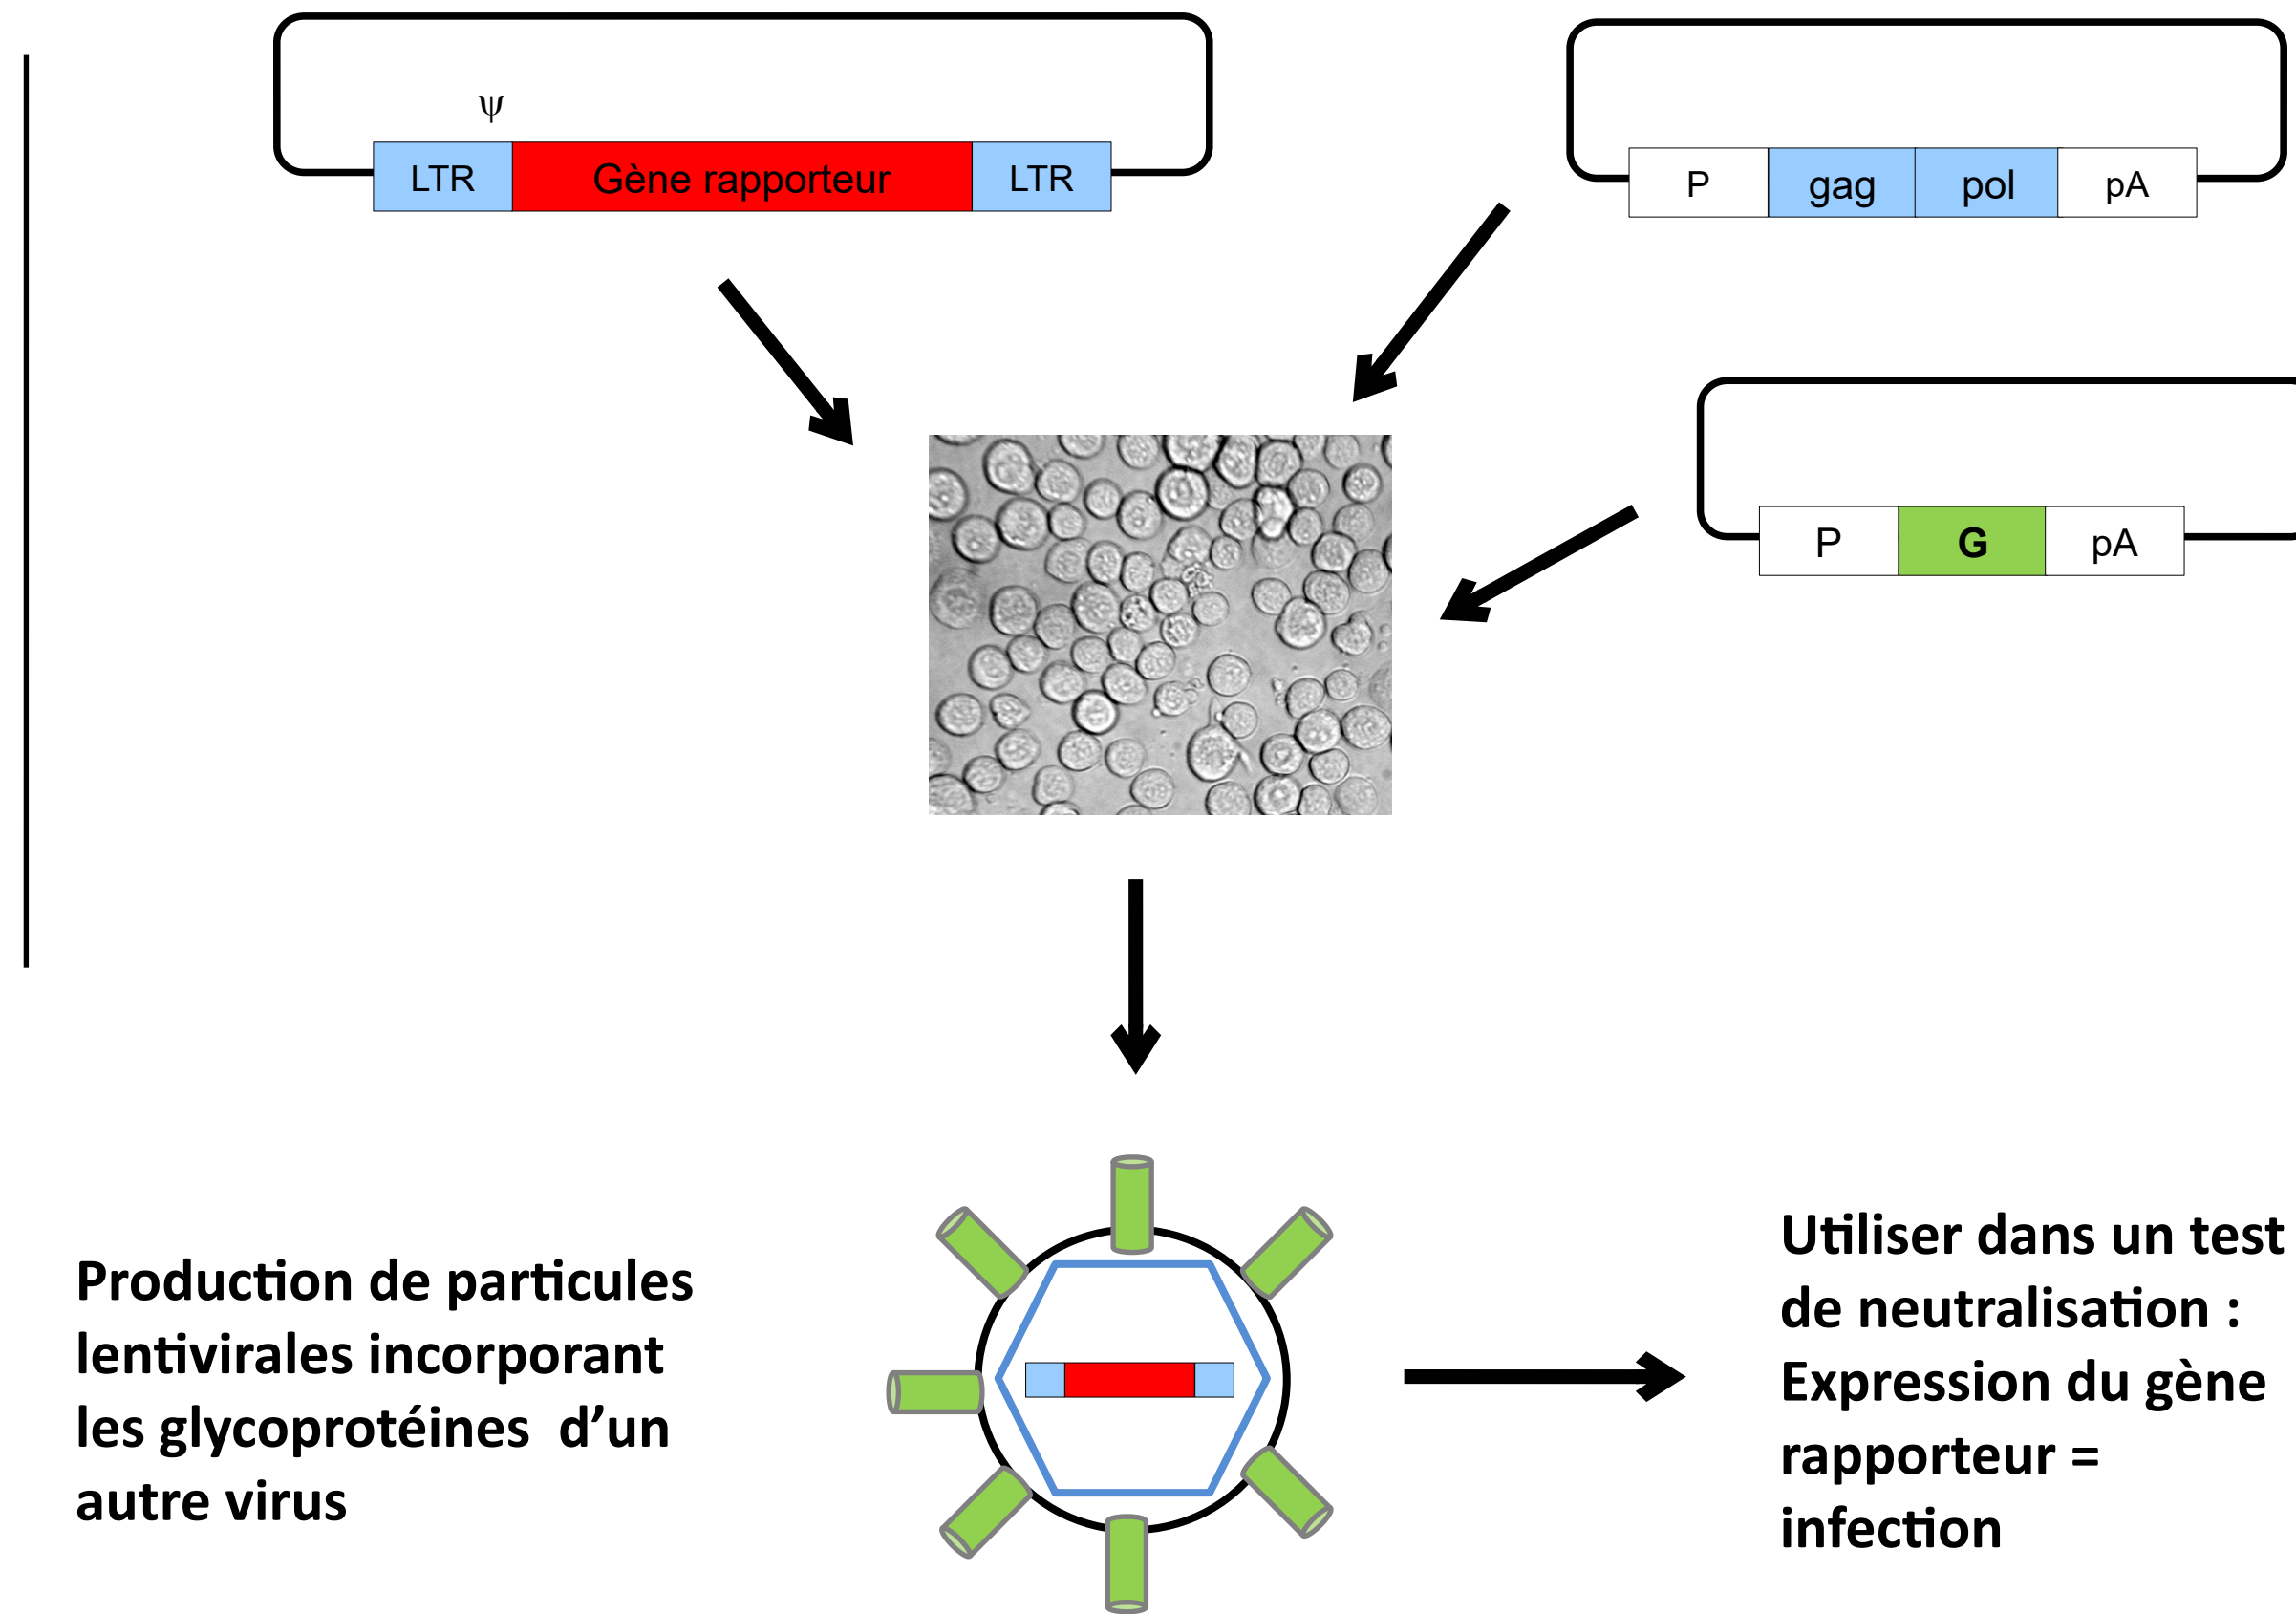 ψ
LTR Gène rapporteur LTR
P gag pol pA
P G pA
Production de particules
lentivirales incorporant
les glycoprotéines d’un
autre virus
Utiliser dans un test
de neutralisation :
Expression du gène
rapporteur =
infection